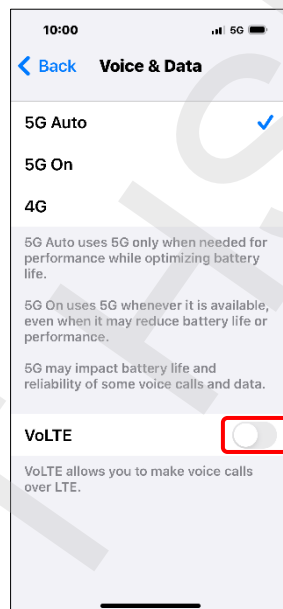 10:00 5G
Back Voice & Data
5G Auto
5G On
4G
5G Auto uses 5G only when needed for
performance while optimizing battery
life.
5G On uses 5G whenever it is available,
even when it may reduce battery life or
performance.
5G may impact battery life and
reliability of some voice calls and data.
VoLTE
VoLTE allows you to make voice calls
over LTE.